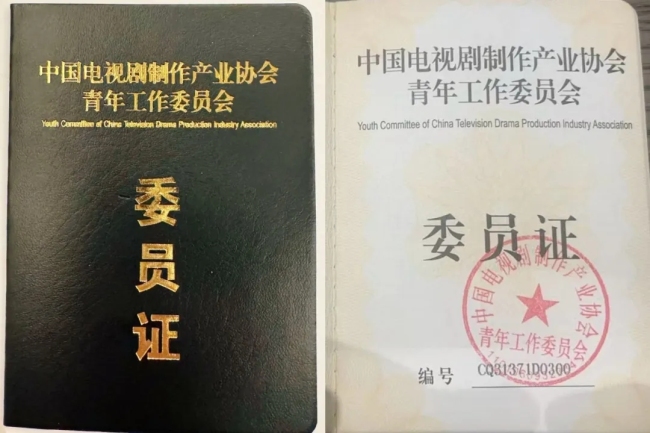 中国电视剧制作产业协会
青年工作委员会
Youth Committee of China Television Drama Production Industry Association
委
员
证
中国电视剧制作产业协会
青年工作委员会
Youth Committee of China Television Drama Production Industry Association
委员证
中国电视剧制作产业协会
青年工作委员会
编号 CQ31371D0300